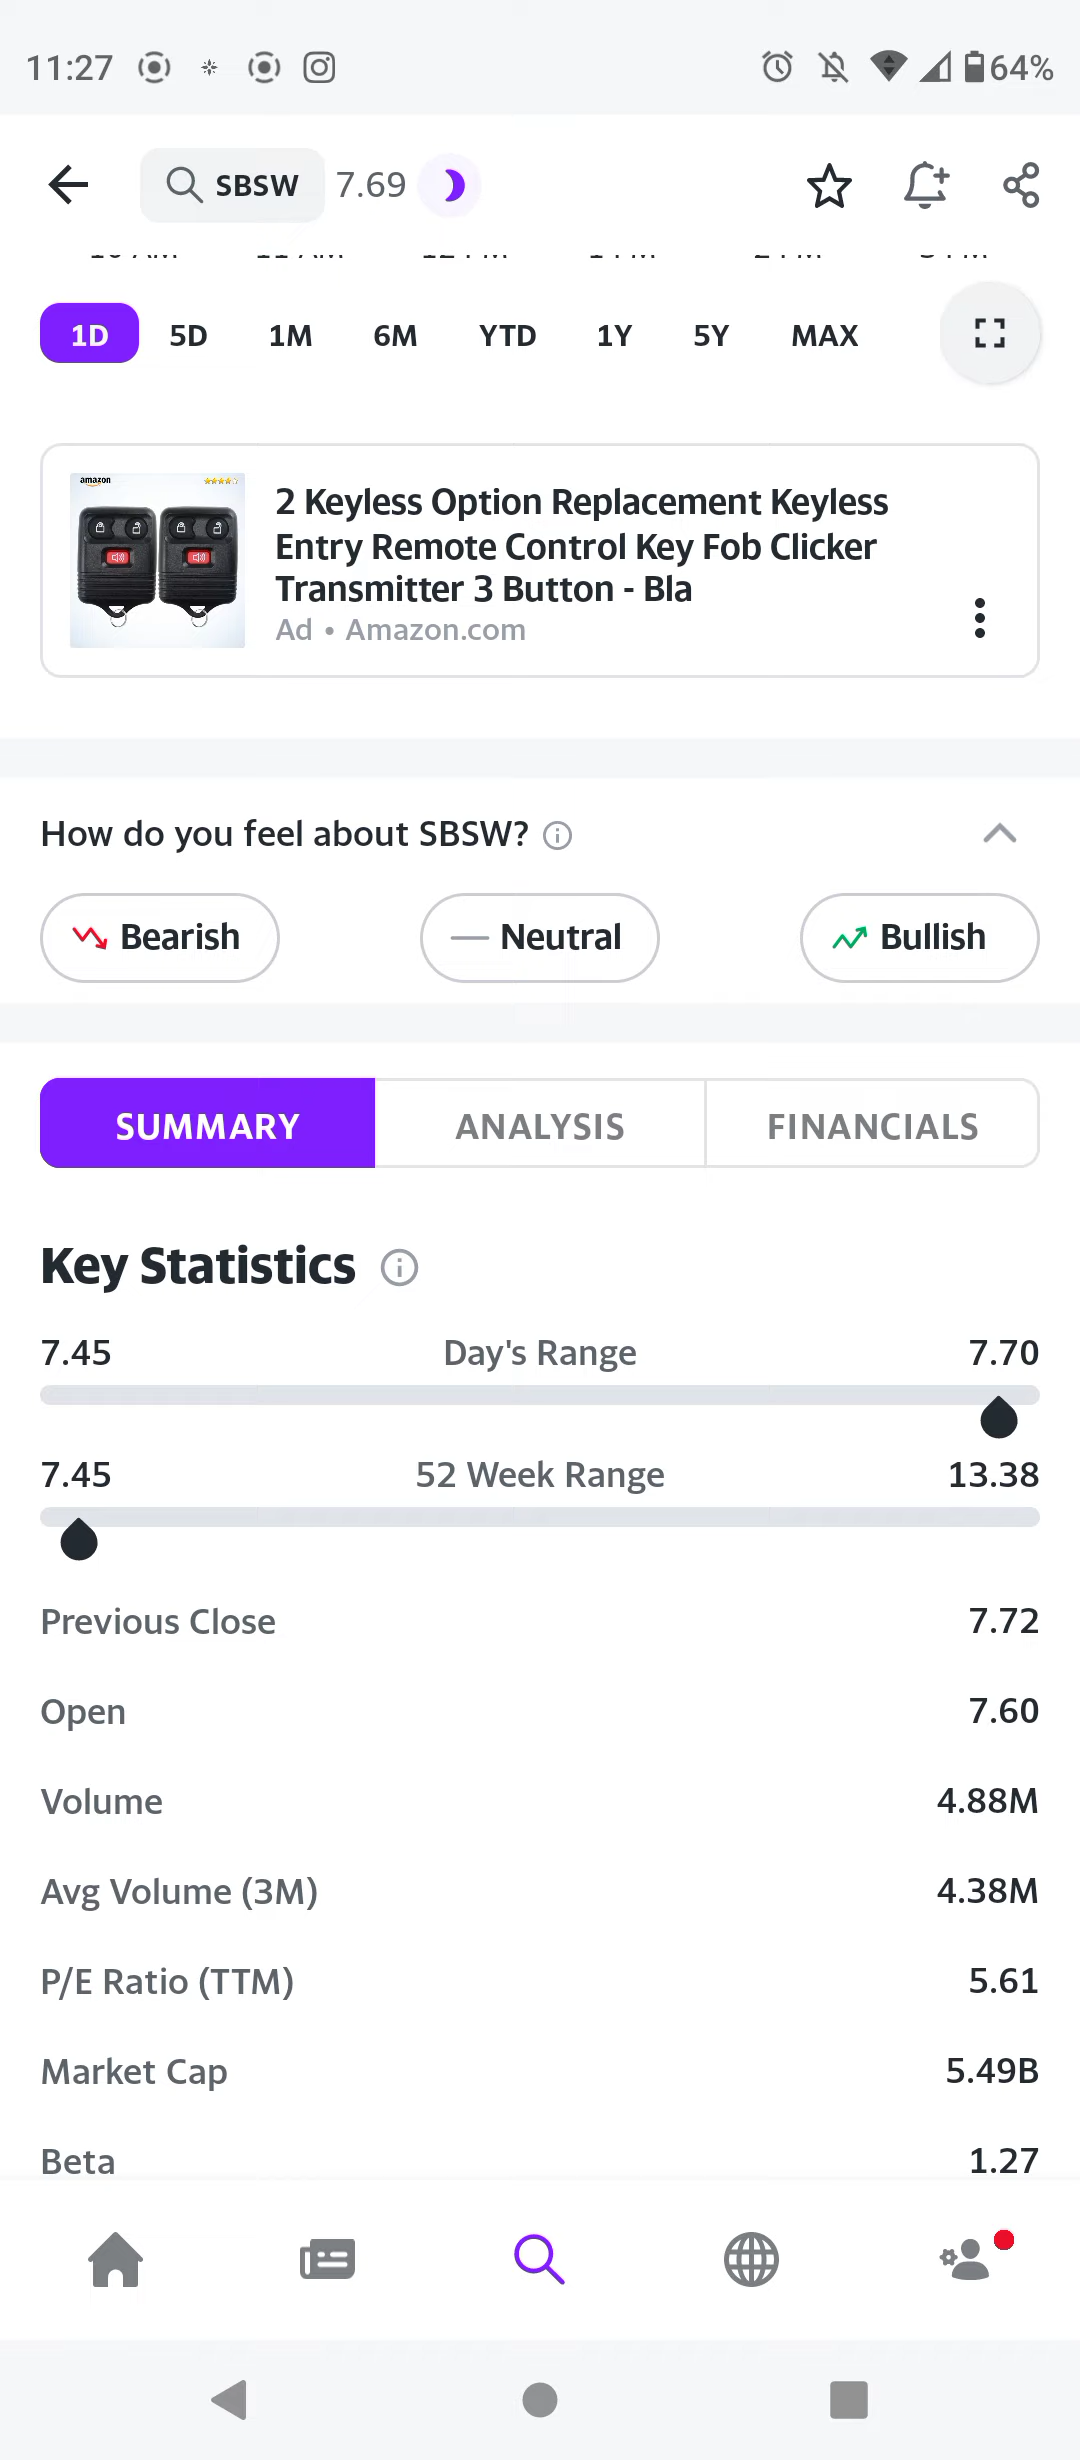 11:27
64%
SBSW 7.69
1D 5D 1M 6M YTD 1Y 5Y MAX
amazon
2 Keyless Option Replacement Keyless
Entry Remote Control Key Fob Clicker
Transmitter 3 Button - Bla
Ad • Amazon.com
How do you feel about SBSW?
Bearish Neutral Bullish
SUMMARY ANALYSIS FINANCIALS
Key Statistics
7.45 Day's Range 7.70
7.45 52 Week Range 13.38
Previous Close 7.72
Open 7.60
Volume 4.88M
Avg Volume (3M) 4.38M
P/E Ratio (TTM) 5.61
Market Cap 5.49B
Beta 1.27